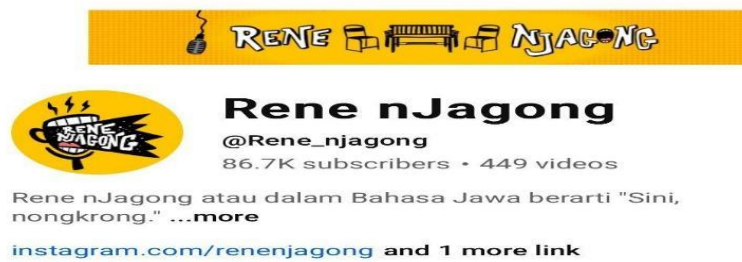 RENE NJAGONG
RENE
NJAGONG
Rene nJagong
@Rene_njagong
86.7K subscribers • 449 videos
Rene nJagong atau dalam Bahasa Jawa berarti "Sini,
nongkrong." ...more
instagram.com/renenjagong and 1 more link